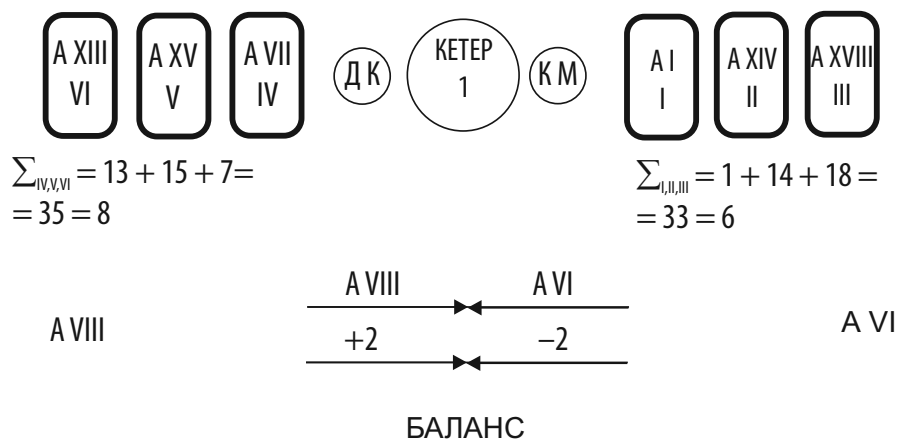 А XIII А XV А VII Д К КЕТЕР К М А I А XIV А XVIII
VI V IV 1 I II III
∑IV,V,VI = 13 + 15 + 7=
= 35 = 8
∑I,II,III = 1 + 14 + 18 =
= 33 = 6
А VIII А VI
А VIII А VI
+2 –2
БАЛАНС